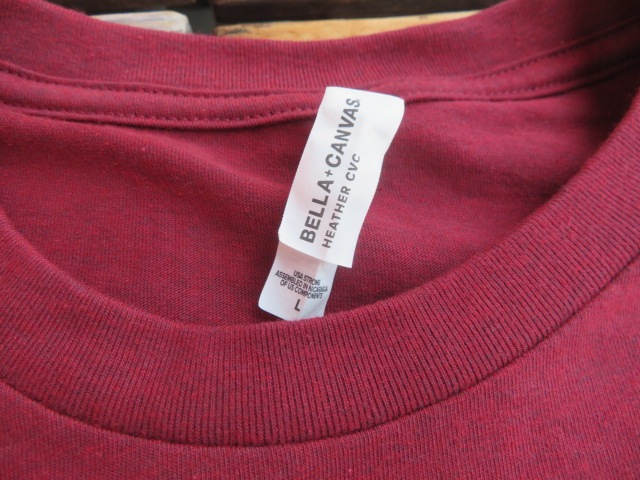 BELLA+CANVAS.
HEATHER CVC
USA STRONG
ASSEMBLED IN NICARAGUA
OF US COMPONENTS
L